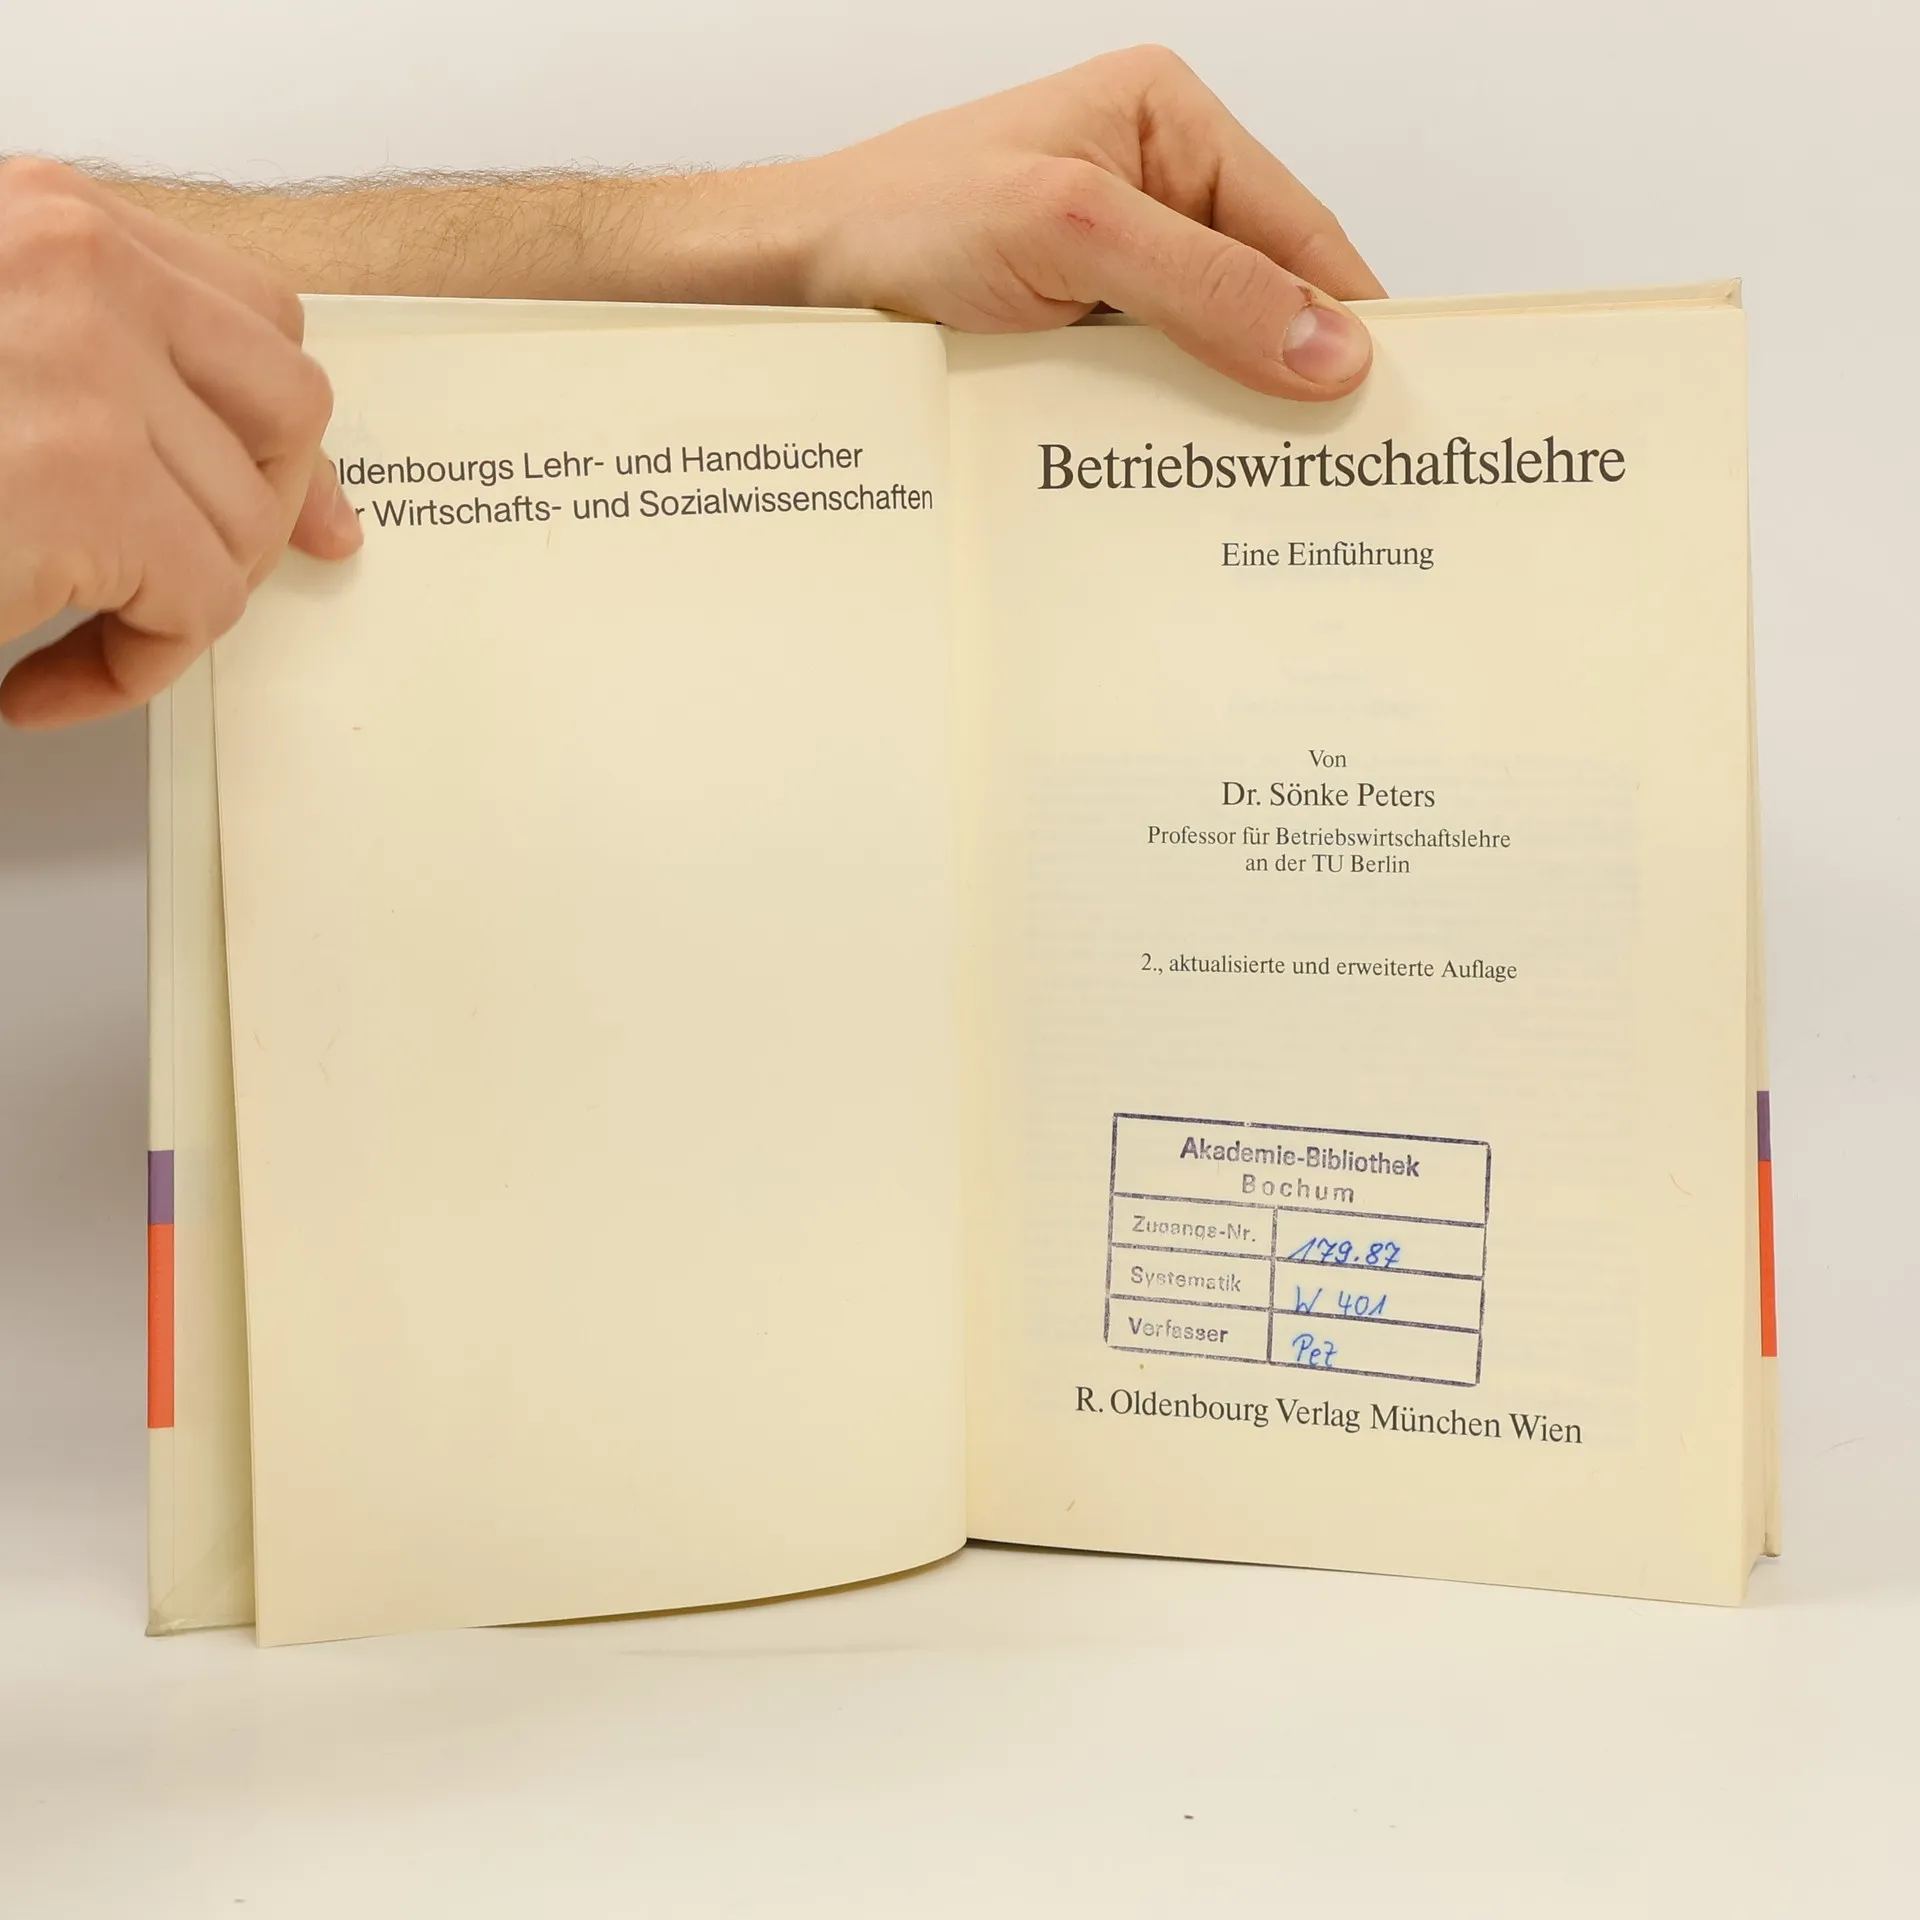 ldenbourgs Lehr- und Handbücher
r Wirtschafts- und Sozialwissenschaften
Betriebswirtschaftslehre
Eine Einführung
Von
Dr. Sönke Peters
Professor für Betriebswirtschaftslehre
an der TU Berlin
2., aktualisierte und erweiterte Auflage
Akademie-Bibliothek
Bochum
Zugangs-Nr. 179.87
Systematik W 401
Verfasser Pet
R. Oldenbourg Verlag München Wien